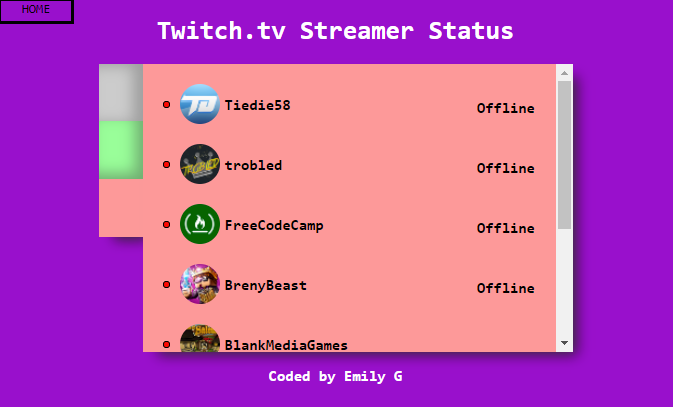 HOME
Twitch.tv Streamer Status
Tiedie58 Offline
trobled Offline
FreeCodeCamp Offline
BrenyBeast Offline
BlankMediaGames
Coded by Emily G